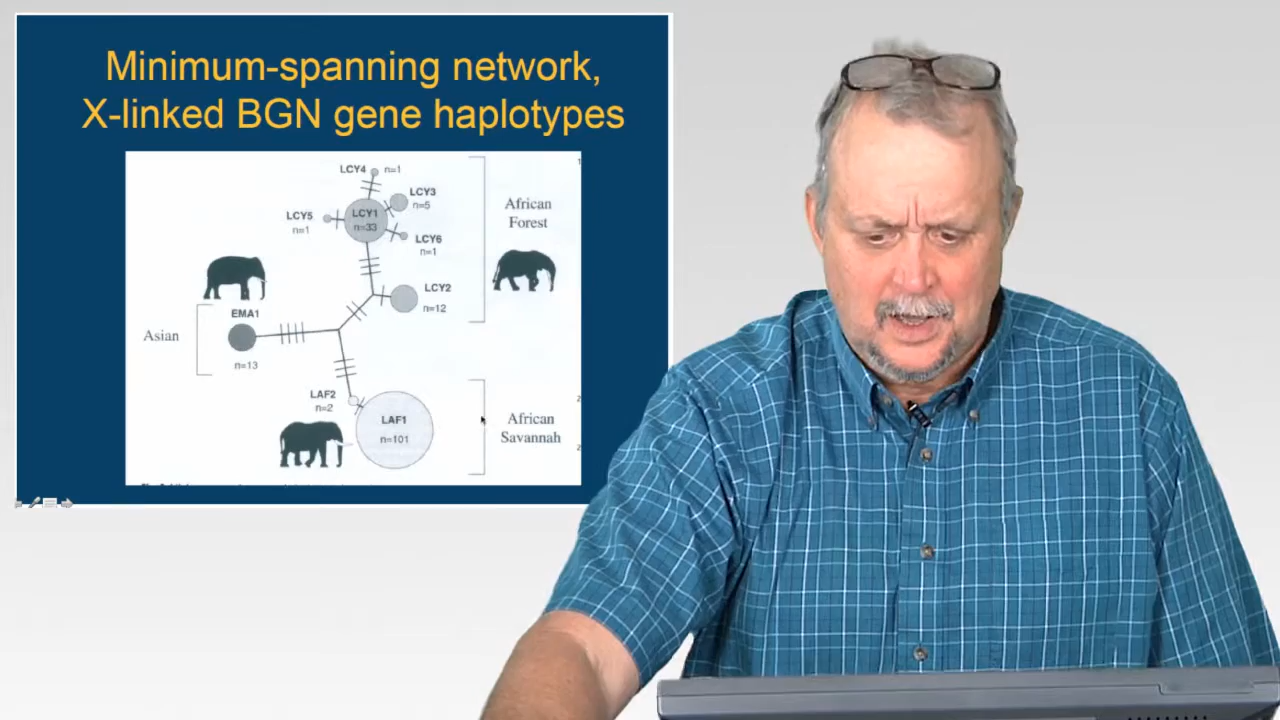 Minimum-spanning network,
X-linked BGN gene haplotypes
LCY4 n=1
LCY3
n=5
LCY5
n=1
LCY1
n=33
LCY6
n=1
African
Forest
LCY2
n=12
EMA1
Asian
n=13
LAF2
n=2
LAF1
n=101
African
Savannah